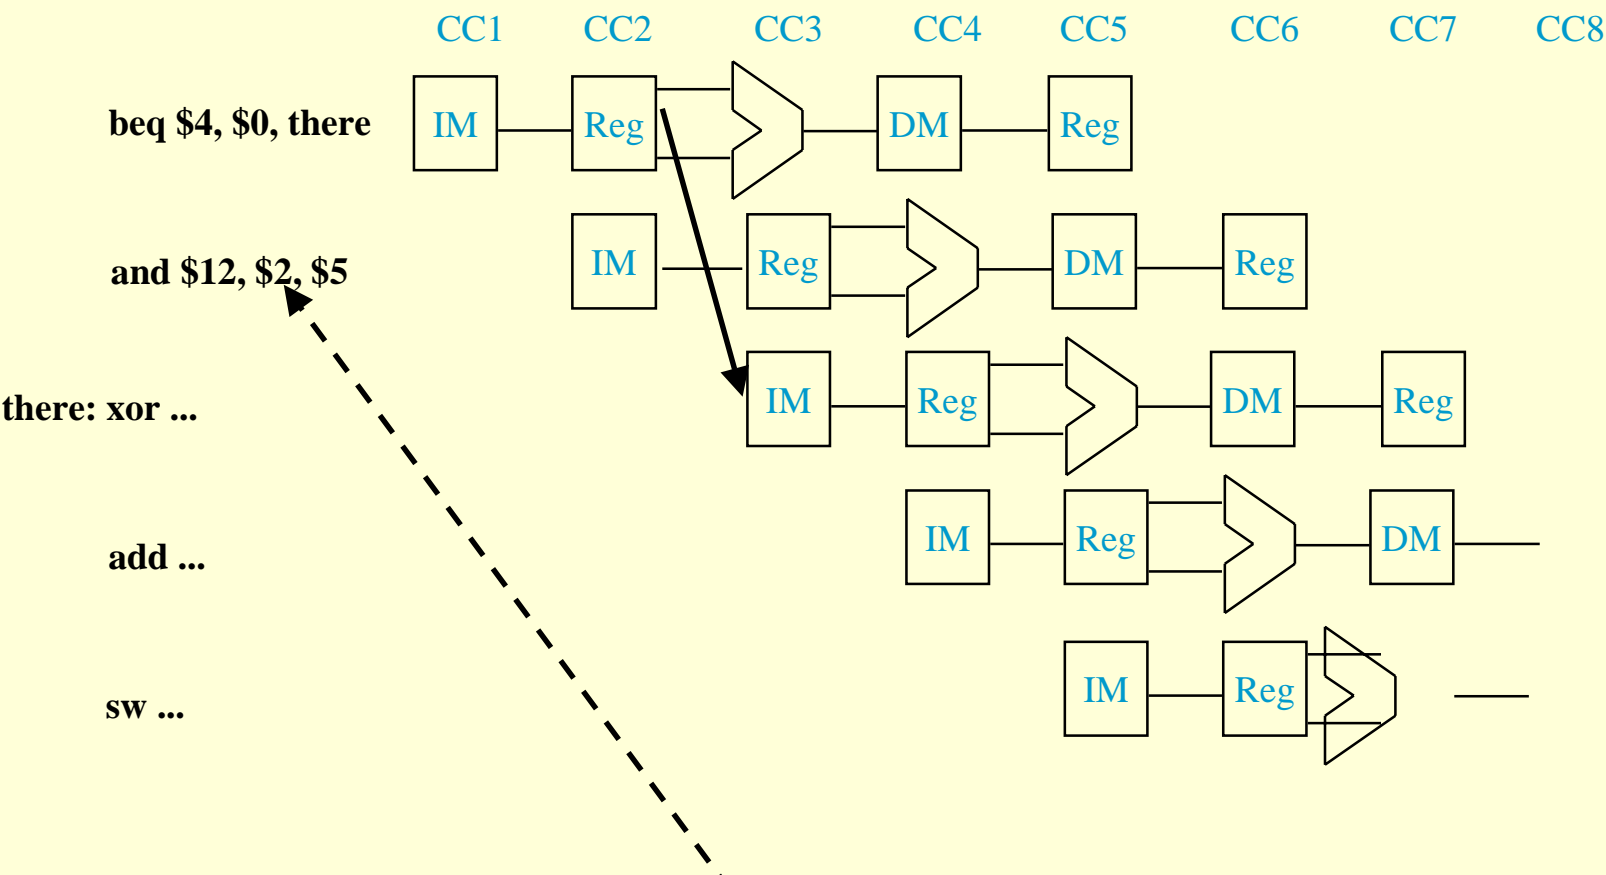 CC1 CC2 CC3 CC4 CC5 CC6 CC7 CC8
beq $4, $0, there IM Reg DM Reg
and $12, $2, $5 IM Reg DM Reg
there: xor ... IM Reg DM Reg
add ... IM Reg DM
sw ... IM Reg